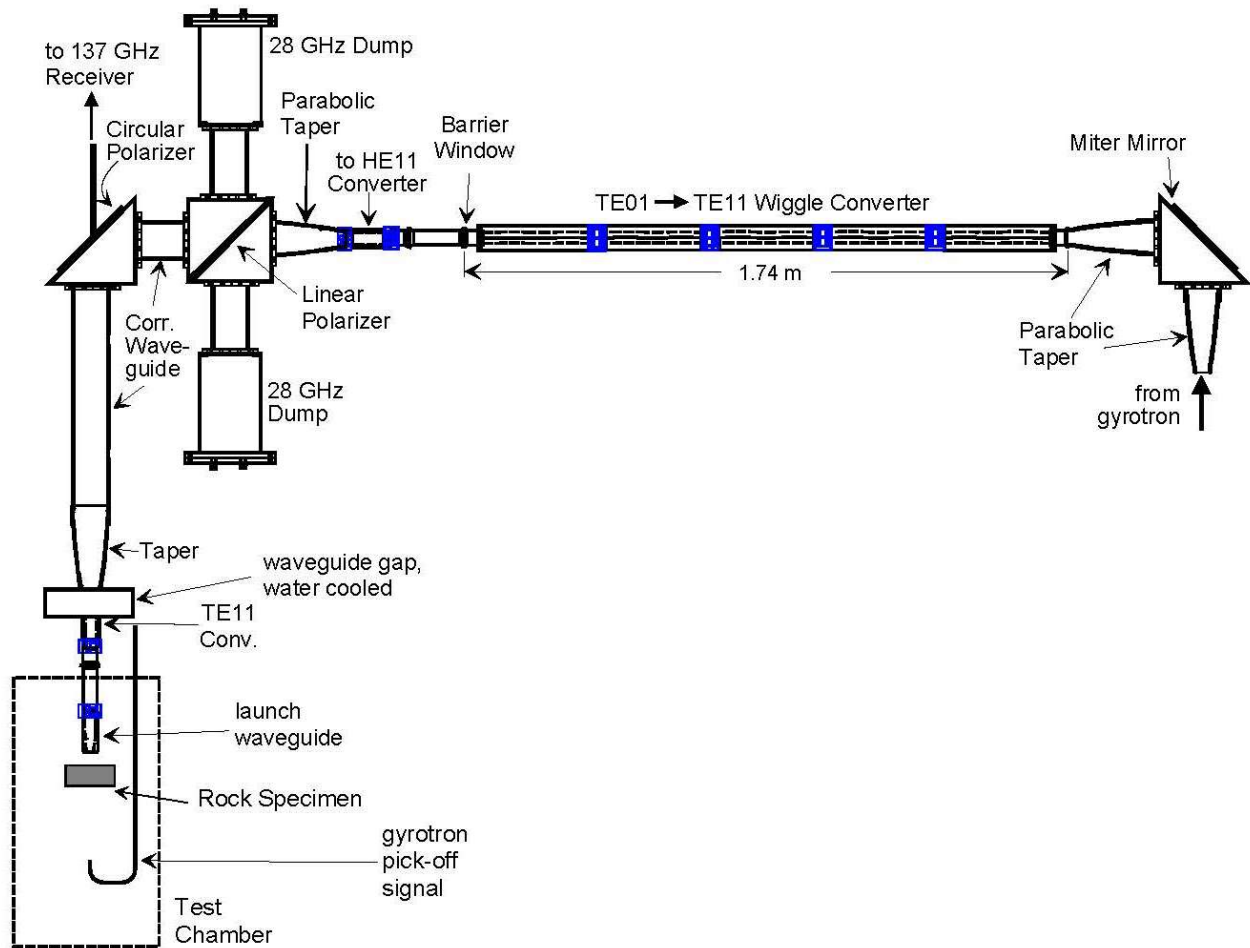 to 137 GHz
Receiver
28 GHz Dump
Circular
Polarizer
Parabolic
Taper
to HE11
Converter
Barrier
Window
TE01 → TE11 Wiggle Converter
1.74 m
Miter Mirror
Parabolic
Taper
from
gyrotron
Linear
Polarizer
Corr.
Wave-
guide
28 GHz
Dump
Taper
waveguide gap,
water cooled
TE11
Conv.
launch
waveguide
Rock Specimen
gyrotron
pick-off
signal
Test
Chamber